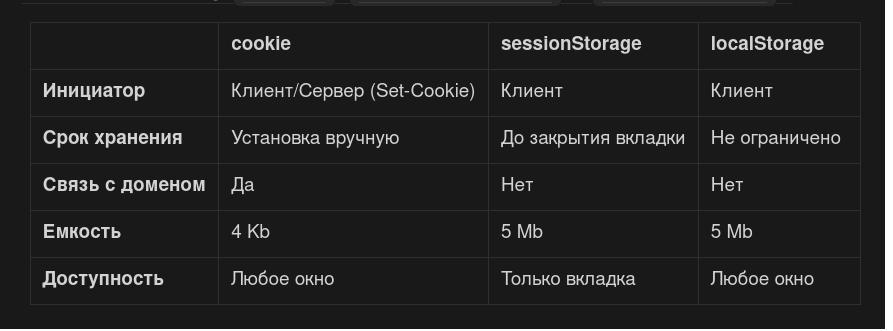 cookie sessionStorage localStorage
Инициатор Клиент/Сервер (Set-Cookie) Клиент Клиент
Срок хранения Установка вручную До закрытия вкладки Не ограничено
Связь с доменом Да Нет Нет
Емкость 4 Kb 5 Mb 5 Mb
Доступность Любое окно Только вкладка Любое окно